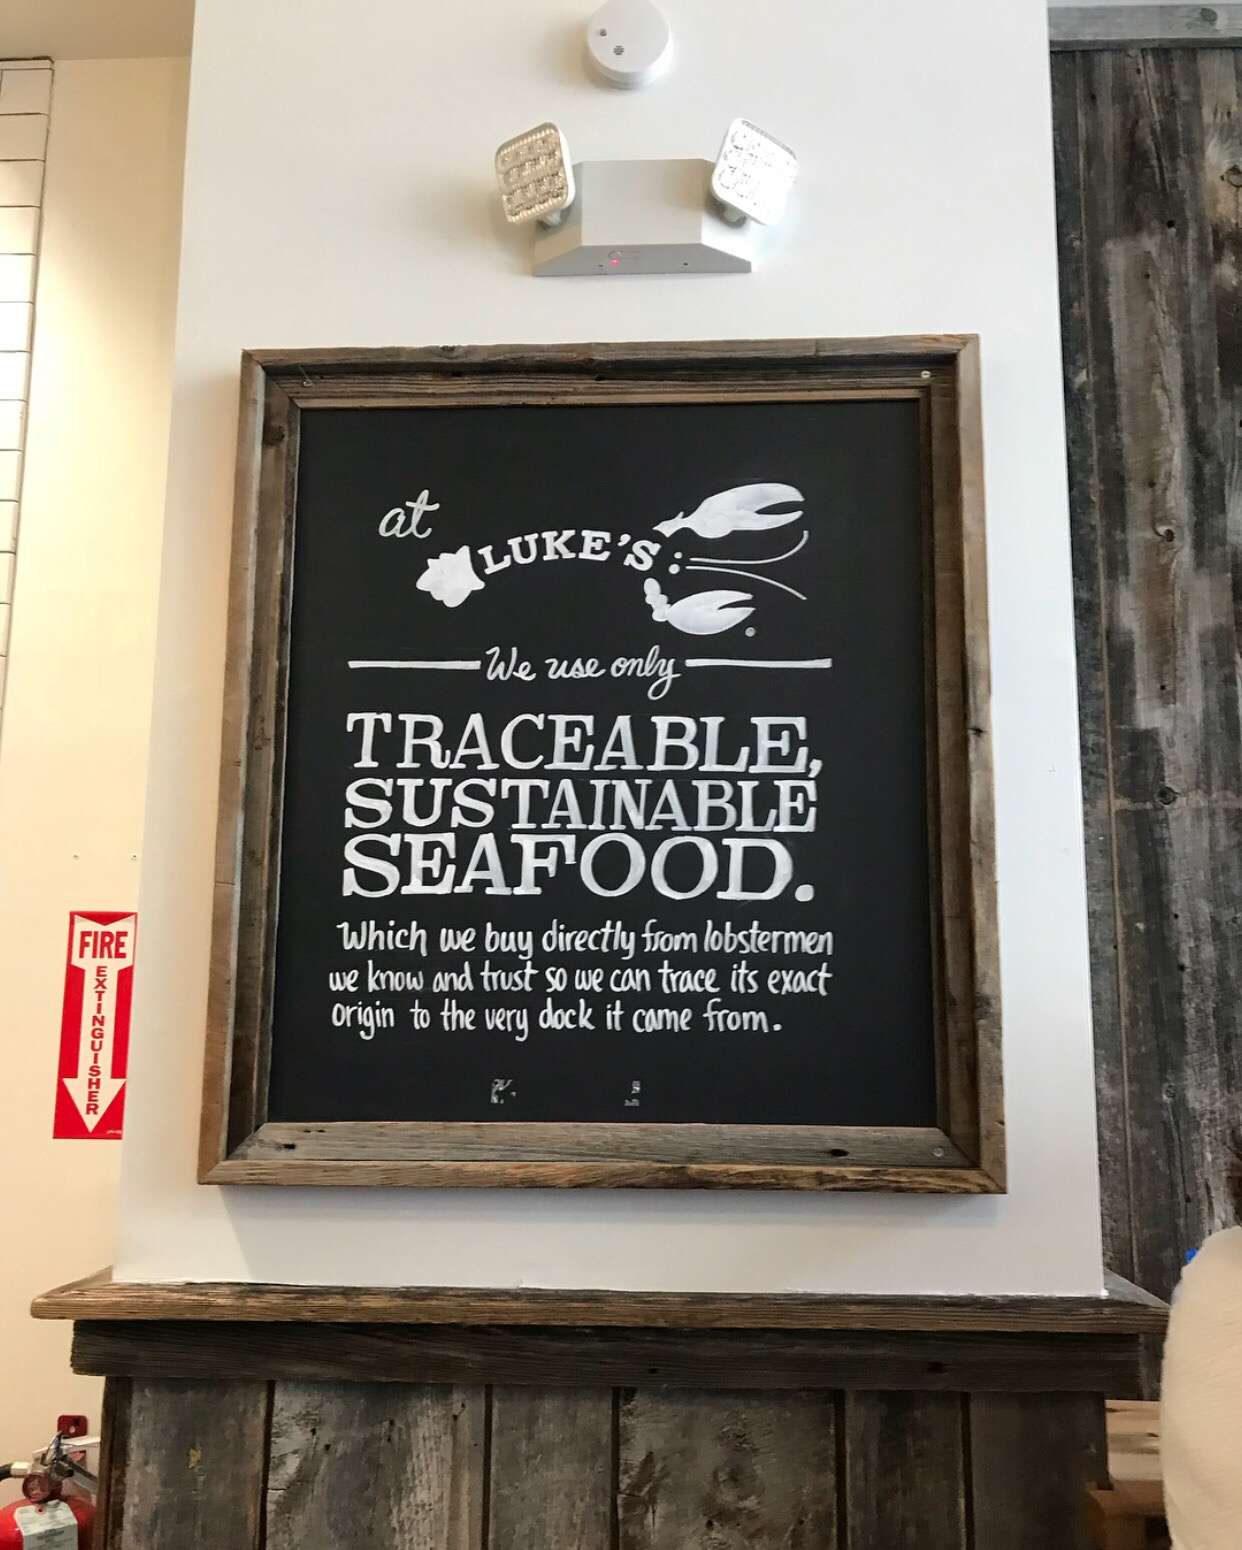 at
LUKE'S
We use only
TRACEABLE,
SUSTAINABLE
SEAFOOD.
Which we buy directly from lobstermen
we know and trust so we can trace its exact
origin to the very dock it came from.
FIRE
EXTINGUISHER